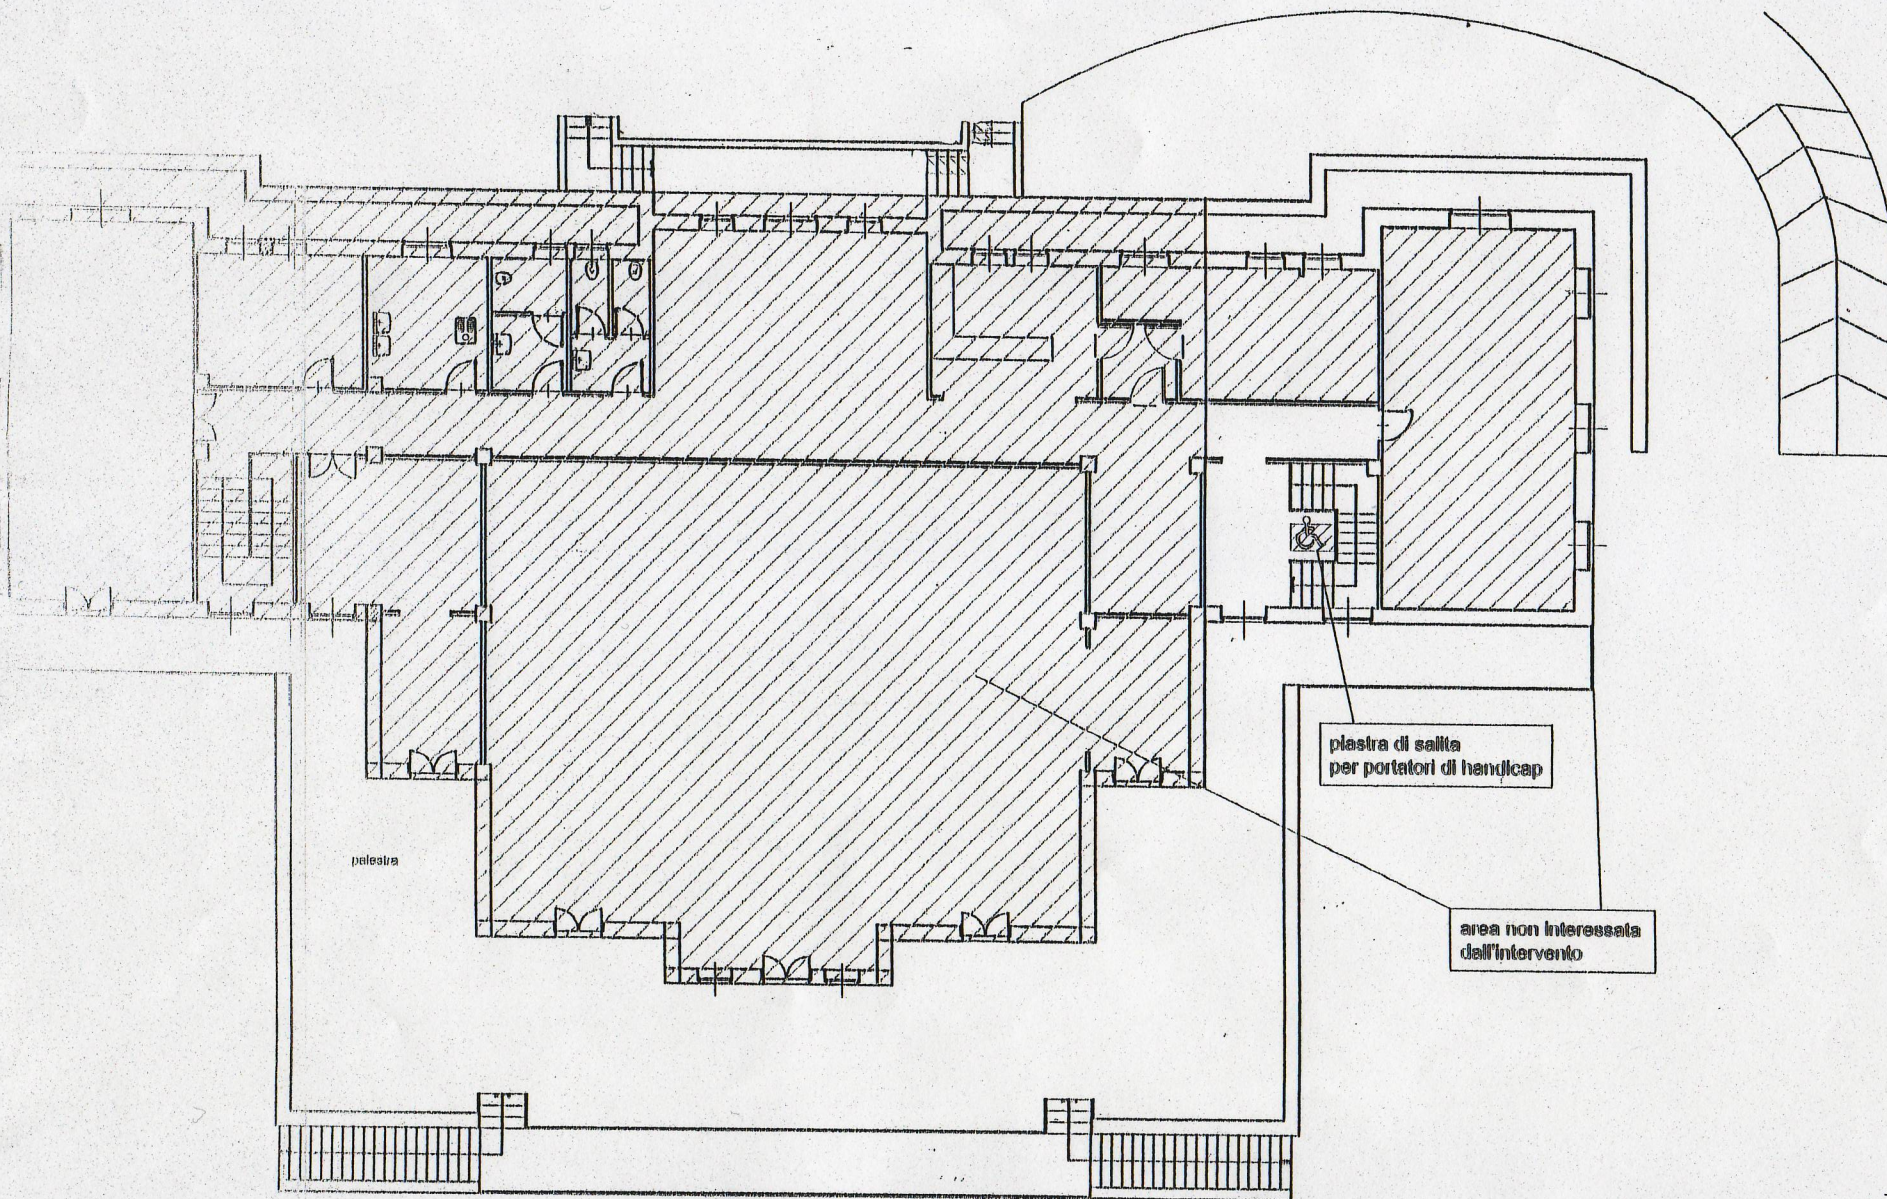 piastra di salita
per portatori di handicap
palestra
area non interessata
dall'intervento